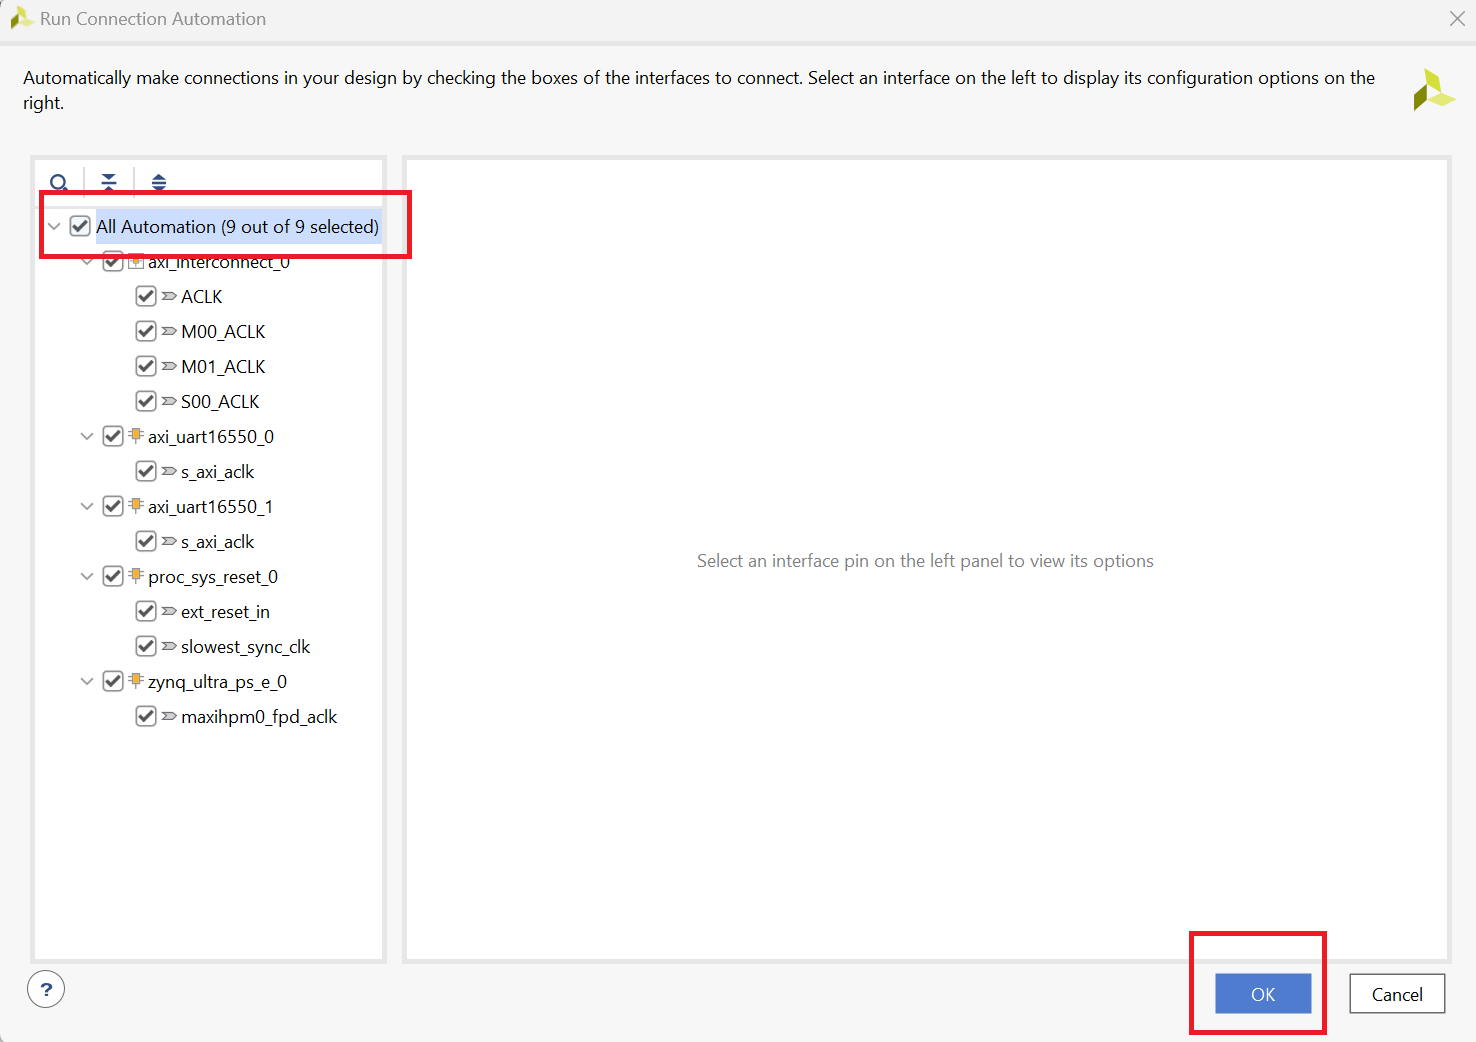 Run Connection Automation
Automatically make connections in your design by checking the boxes of the interfaces to connect. Select an interface on the left to display its configuration options on the
right.
All Automation (9 out of 9 selected)
axi_interconnect_0
ACLK
M00_ACLK
M01_ACLK
S00_ACLK
axi_uart16550_0
s_axi_aclk
axi_uart16550_1
s_axi_aclk
proc_sys_reset_0
ext_reset_in
slowest_sync_clk
zynq_ultra_ps_e_0
maxihpm0_fpd_aclk
Select an interface pin on the left panel to view its options
?
OK
Cancel